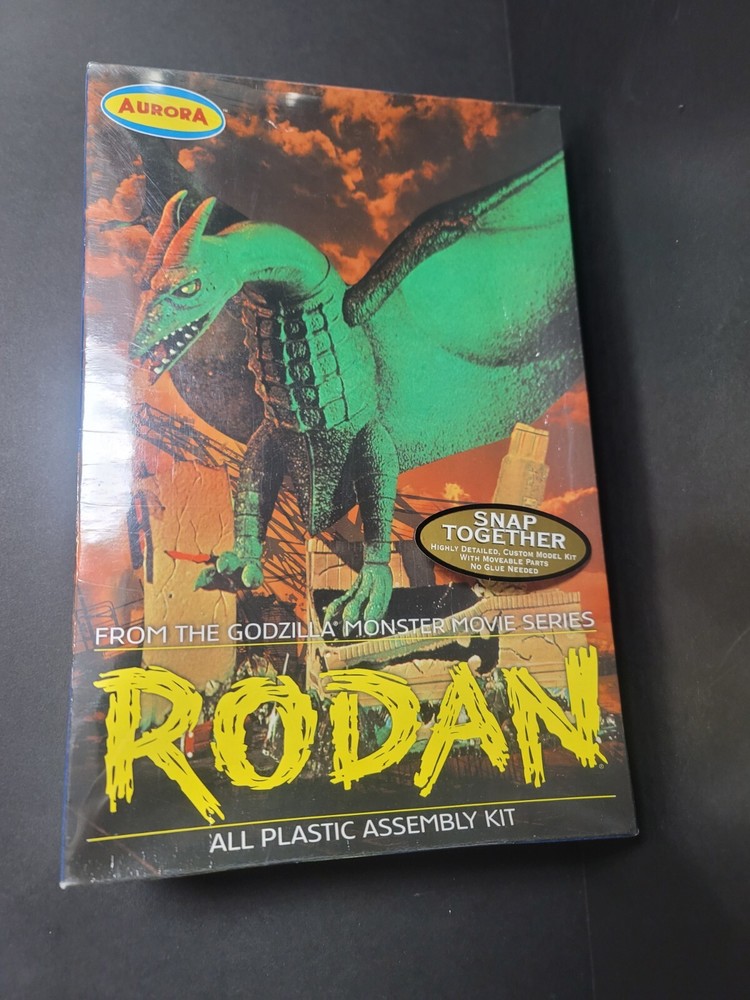 AURORA
SNAP
TOGETHER
HIGHLY DETAILED, CUSTOM MODEL KIT
WITH MOVEABLE PARTS
NO GLUE NEEDED
FROM THE GODZILLA® MONSTER MOVIE SERIES
RODAN
ALL PLASTIC ASSEMBLY KIT